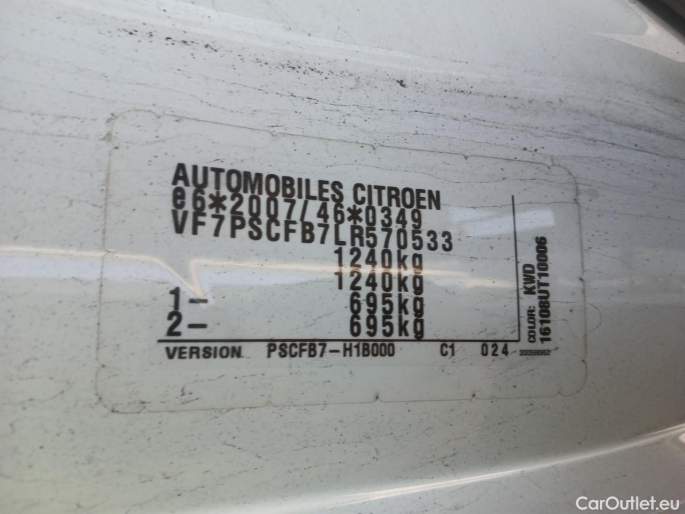 AUTOMOBILES CITROEN
e6*2007/46*0349
VF7PSCFB7LR570533
1240kg
1240kg
1- 695kg
2- 695kg
VERSION PSCFB7-H1B000 C1 024
COLOR: KWD
16108UT10006
CarOutlet.eu